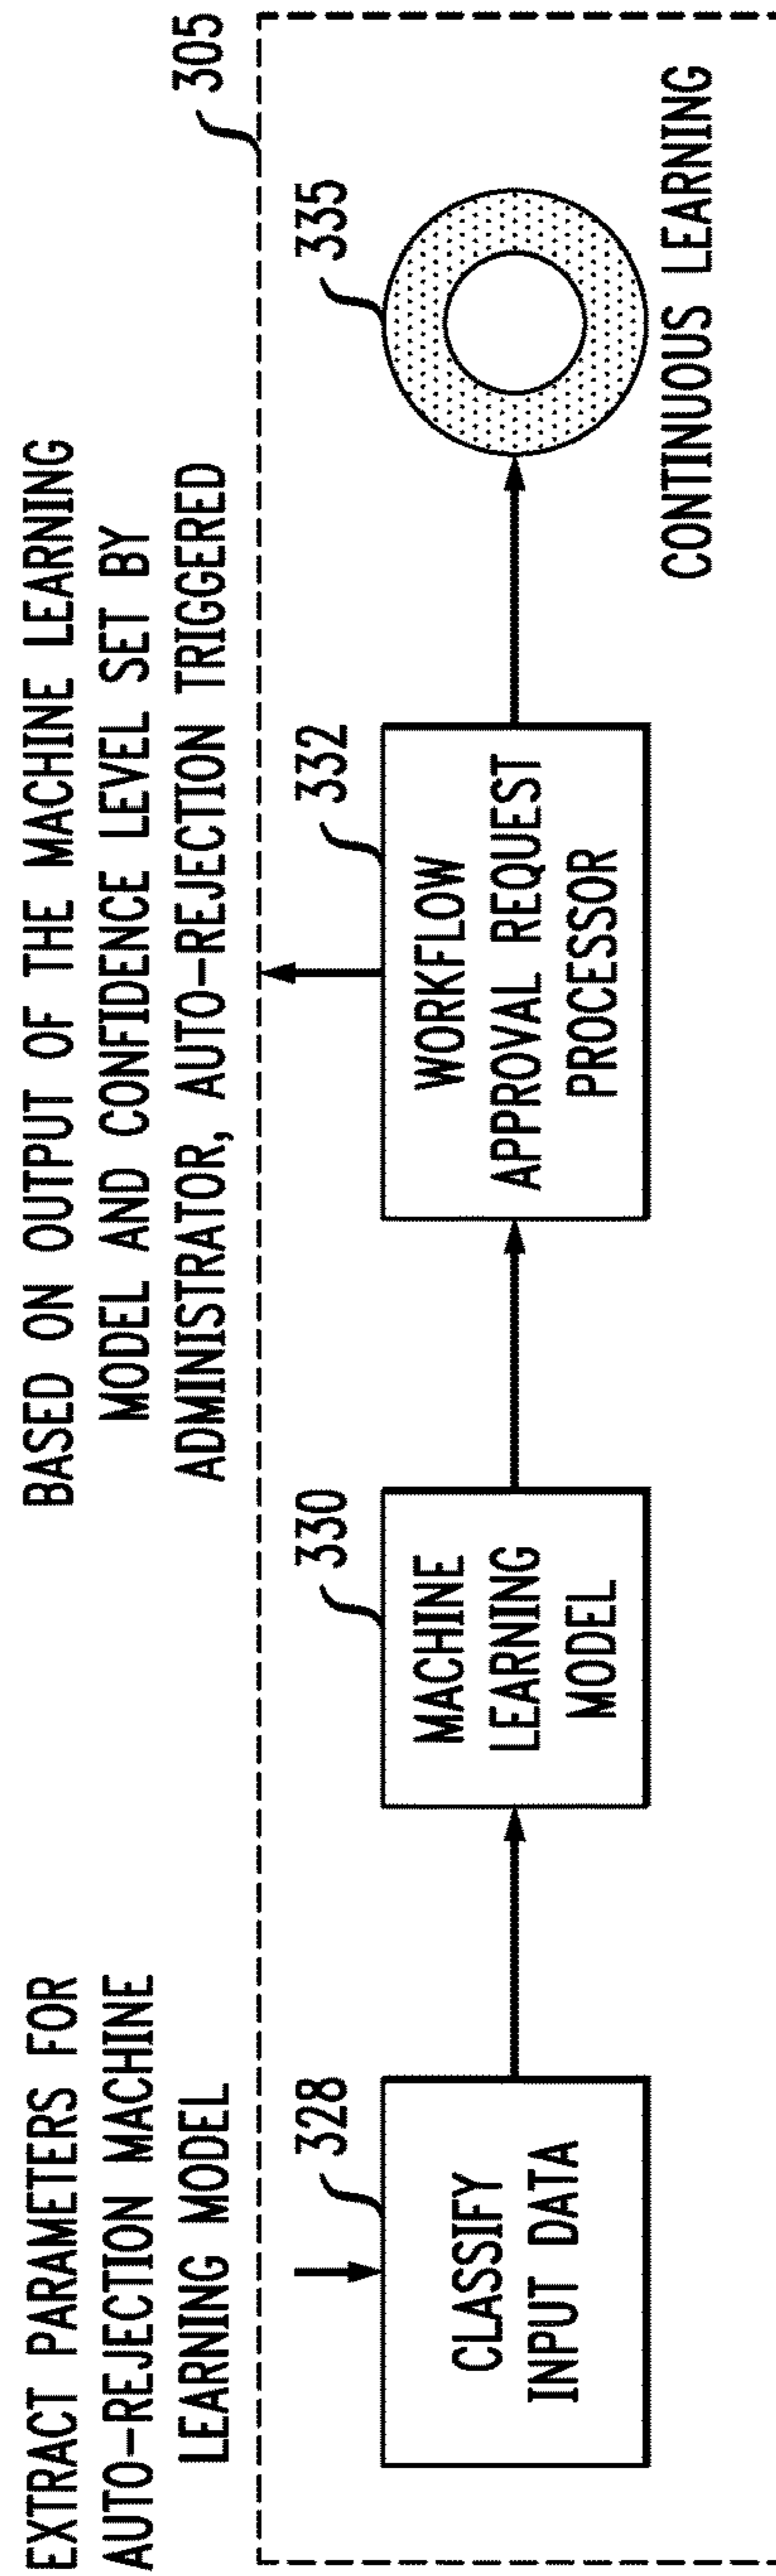 EXTRACT PARAMETERS FOR
AUTO-REJECTION MACHINE
LEARNING MODEL
BASED ON OUTPUT OF THE MACHINE LEARNING
MODEL AND CONFIDENCE LEVEL SET BY
ADMINISTRATOR, AUTO-REJECTION TRIGGERED
305
328
CLASSIFY
INPUT DATA
330
MACHINE
LEARNING
MODEL
332
WORKFLOW
APPROVAL REQUEST
PROCESSOR
335
CONTINUOUS LEARNING